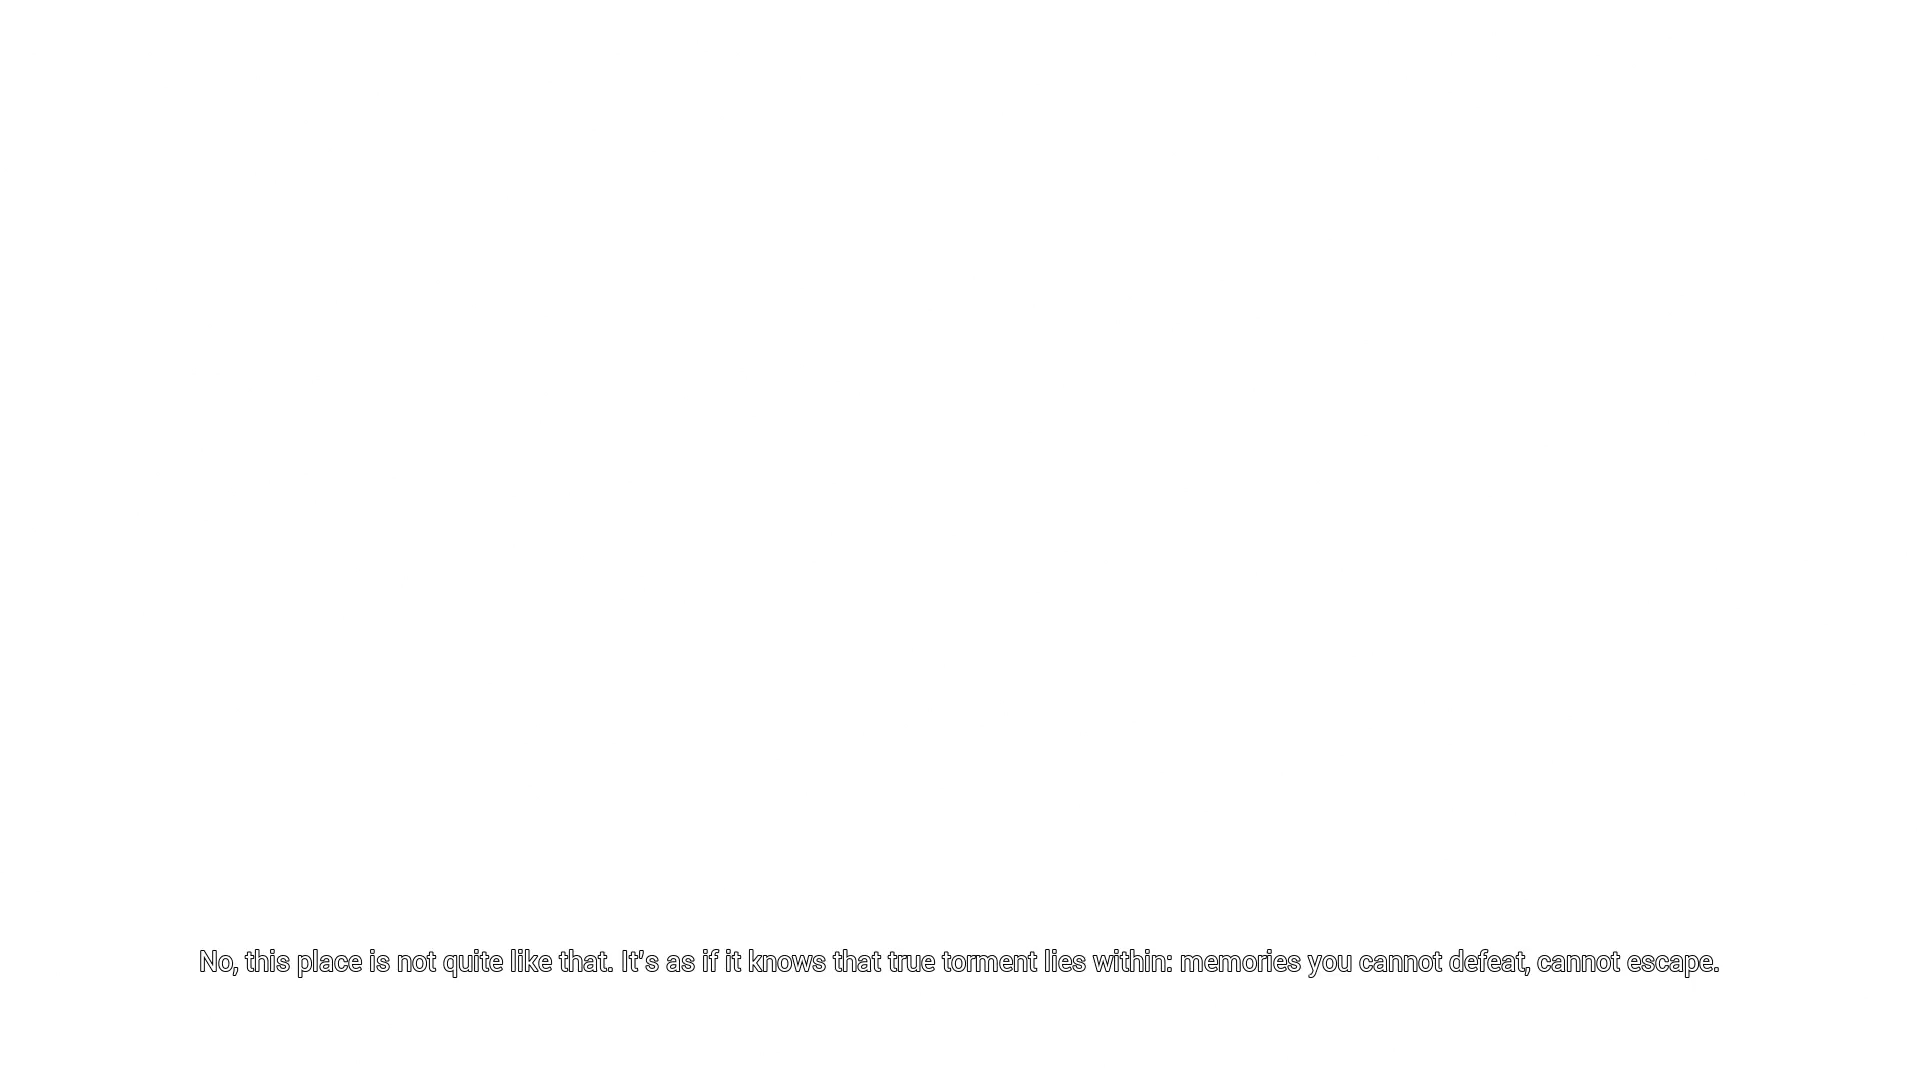 No, this place is not quite like that. It's as if it knows that true torment lies within: memories you cannot defeat, cannot escape.